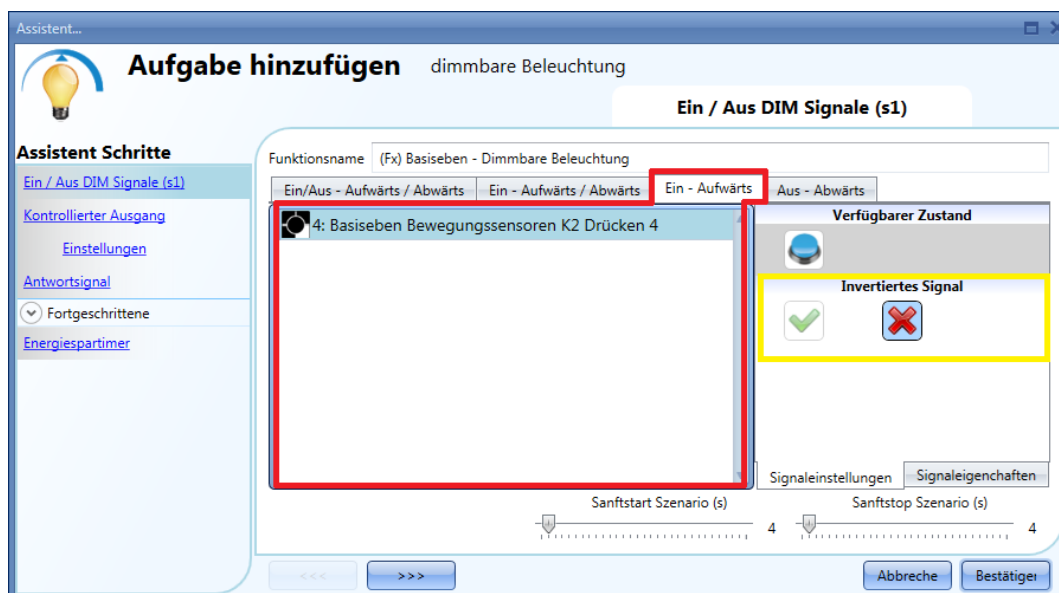 Assistent...
Aufgabe hinzufügen dimmbare Beleuchtung
Ein / Aus DIM Signale (s1)
Assistent Schritte
Ein / Aus DIM Signale (s1)
Kontrollierter Ausgang
Einstellungen
Antwortsignal
Fortgeschrittene
Energiespartimer
Funktionsname (Fx) Basiseben - Dimmbare Beleuchtung
Ein/Aus - Aufwärts / Abwärts Ein - Aufwärts / Abwärts Ein - Aufwärts Aus - Abwärts
4: Basiseben Bewegungssensoren K2 Drücken 4
Verfügbarer Zustand
Invertiertes Signal
Signaleinstellungen Signaleigenchaften
Sanftstart Szenario (s) Sanftstop Szenario (s)
4 4
<<< >>> Abbreche Bestätiger